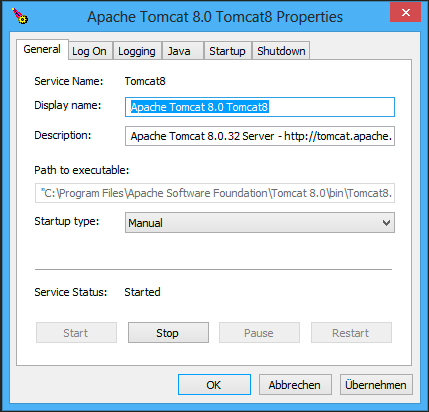 Apache Tomcat 8.0 Tomcat8 Properties
General Log On Logging Java Startup Shutdown
Service Name: Tomcat8
Display name: Apache Tomcat 8.0 Tomcat8
Description: Apache Tomcat 8.0.32 Server - http://tomcat.apache.
Path to executable:
"C:\Program Files\Apache Software Foundation\Tomcat 8.0\bin\Tomcat8.
Startup type: Manual
Service Status: Started
Start Stop Pause Restart
OK Abbrechen Übernehmen